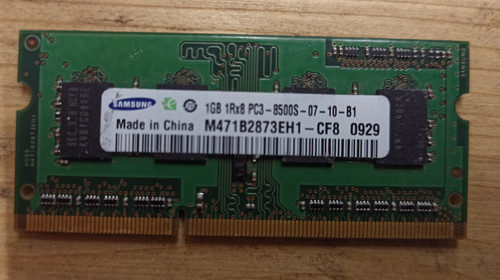 SAMSUNG
1GB 1Rx8 PC3-8500S-07-10-B1
Made in China M471B2873EH1-CF8 0929